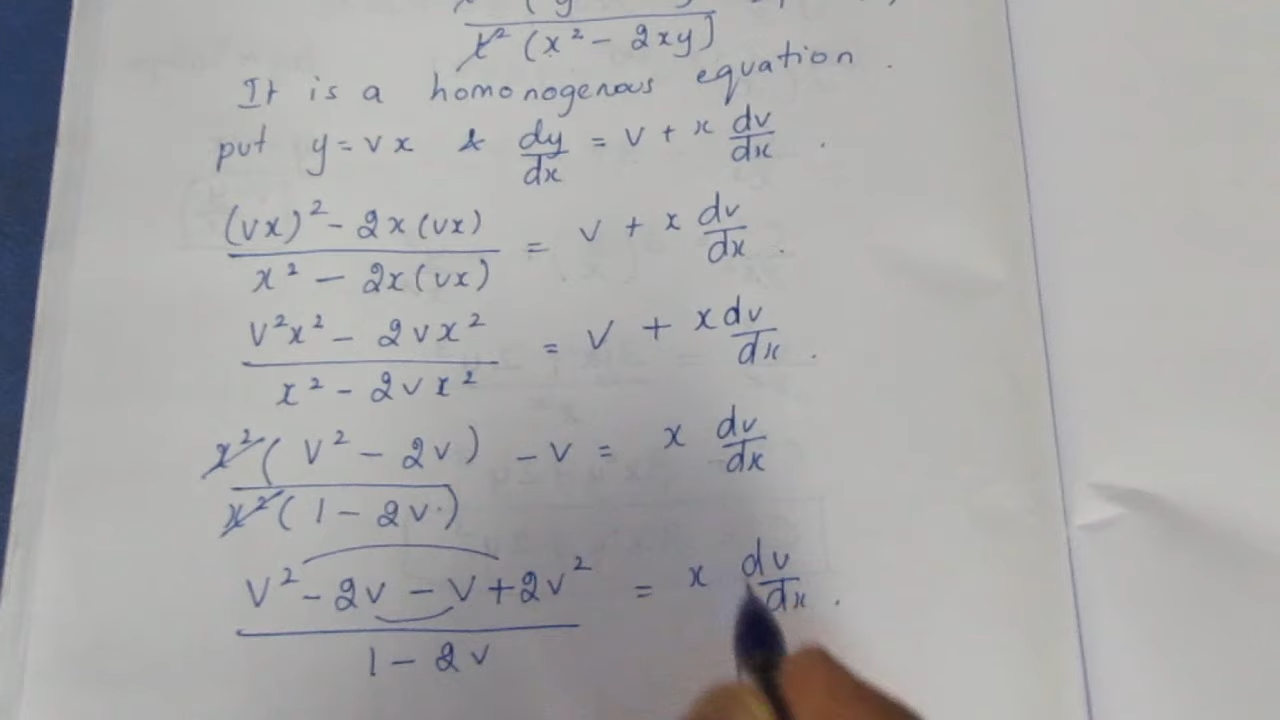 x² (x² - 2xy)
It is a homonogenous equation.
put y = vx & dy/dx = v + x dv/dx.
(vx)² - 2x(vx) / x² - 2x(vx) = v + x dv/dx.
v²x² - 2vx² / x² - 2vx² = v + x dv/dx.
x²(v² - 2v) / x²(1 - 2v) - v = x dv/dx
v² - 2v - v + 2v² / 1 - 2v = x dv/dx.